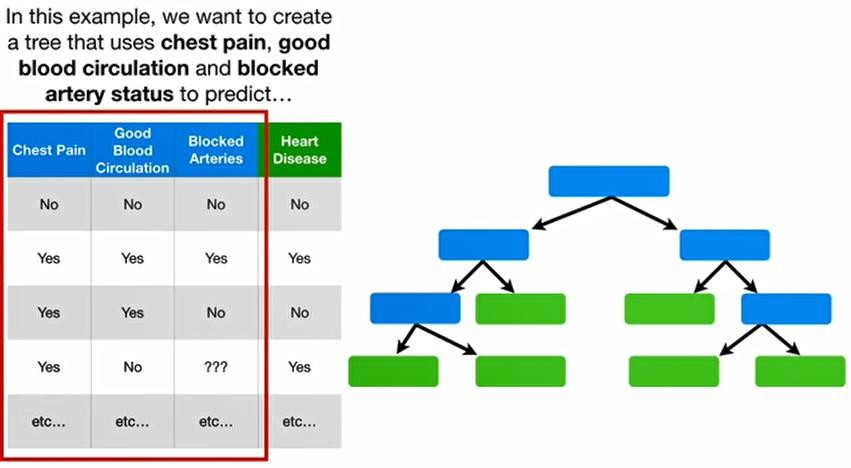 In this example, we want to create
a tree that uses chest pain, good
blood circulation and blocked
artery status to predict…
Chest Pain Good Blood Circulation Blocked Arteries Heart Disease
No No No No
Yes Yes Yes Yes
Yes Yes No No
Yes No ??? Yes
etc… etc… etc… etc…